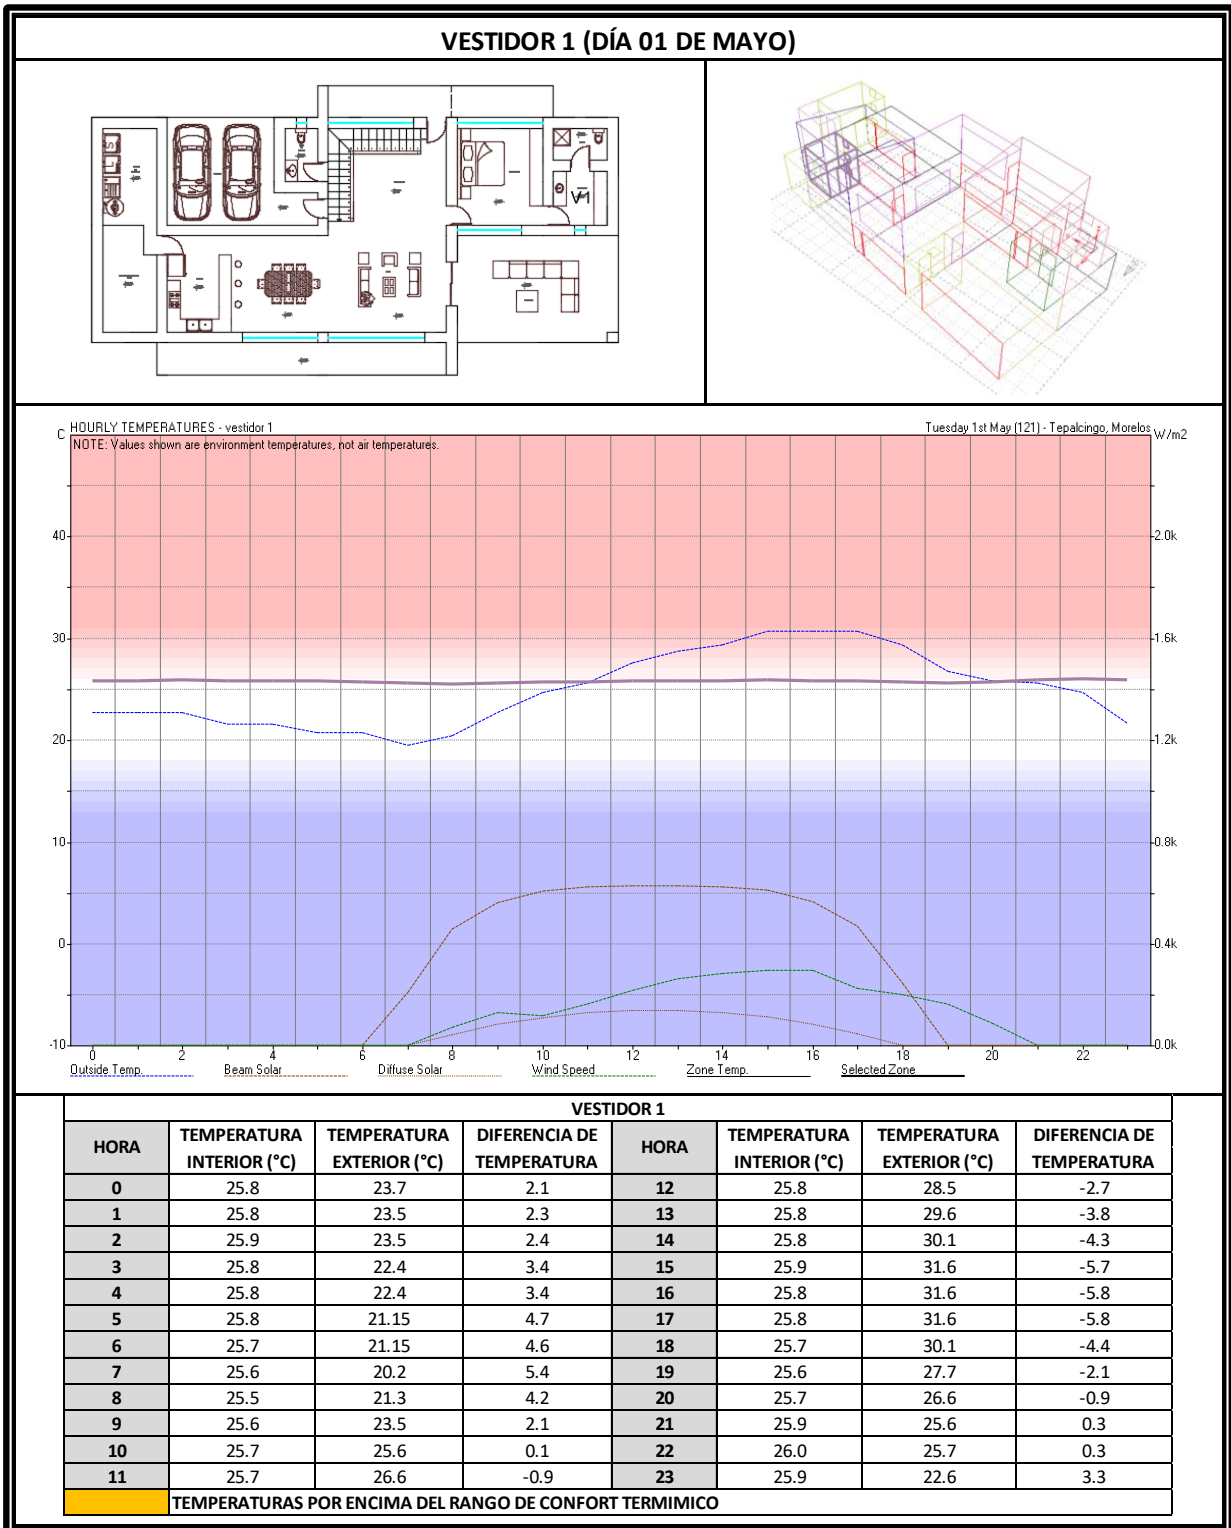 VESTIDOR 1 (DÍA 01 DE MAYO)
V1
HOURLY TEMPERATURES - vestidor 1
Tuesday 1st May (121) - Tepalcingo, Morelos
C
W/m2
NOTE: Values shown are environment temperatures, not air temperatures.
40
2.0k
30
1.6k
20
1.2k
10
0.8k
0
0.4k
-10
0.0k
0 2 4 6 8 10 12 14 16 18 20 22
Outside Temp. Beam Solar Diffuse Solar Wind Speed Zone Temp. Selected Zone
VESTIDOR 1
HORA TEMPERATURA INTERIOR (°C) TEMPERATURA EXTERIOR (°C) DIFERENCIA DE TEMPERATURA HORA TEMPERATURA INTERIOR (°C) TEMPERATURA EXTERIOR (°C) DIFERENCIA DE TEMPERATURA
0 25.8 23.7 2.1 12 25.8 28.5 -2.7
1 25.8 23.5 2.3 13 25.8 29.6 -3.8
2 25.9 23.5 2.4 14 25.8 30.1 -4.3
3 25.8 22.4 3.4 15 25.9 31.6 -5.7
4 25.8 22.4 3.4 16 25.8 31.6 -5.8
5 25.8 21.15 4.7 17 25.8 31.6 -5.8
6 25.7 21.15 4.6 18 25.7 30.1 -4.4
7 25.6 20.2 5.4 19 25.6 27.7 -2.1
8 25.5 21.3 4.2 20 25.7 26.6 -0.9
9 25.6 23.5 2.1 21 25.9 25.6 0.3
10 25.7 25.6 0.1 22 26.0 25.7 0.3
11 25.7 26.6 -0.9 23 25.9 22.6 3.3
TEMPERATURAS POR ENCIMA DEL RANGO DE CONFORT TERMIMICO